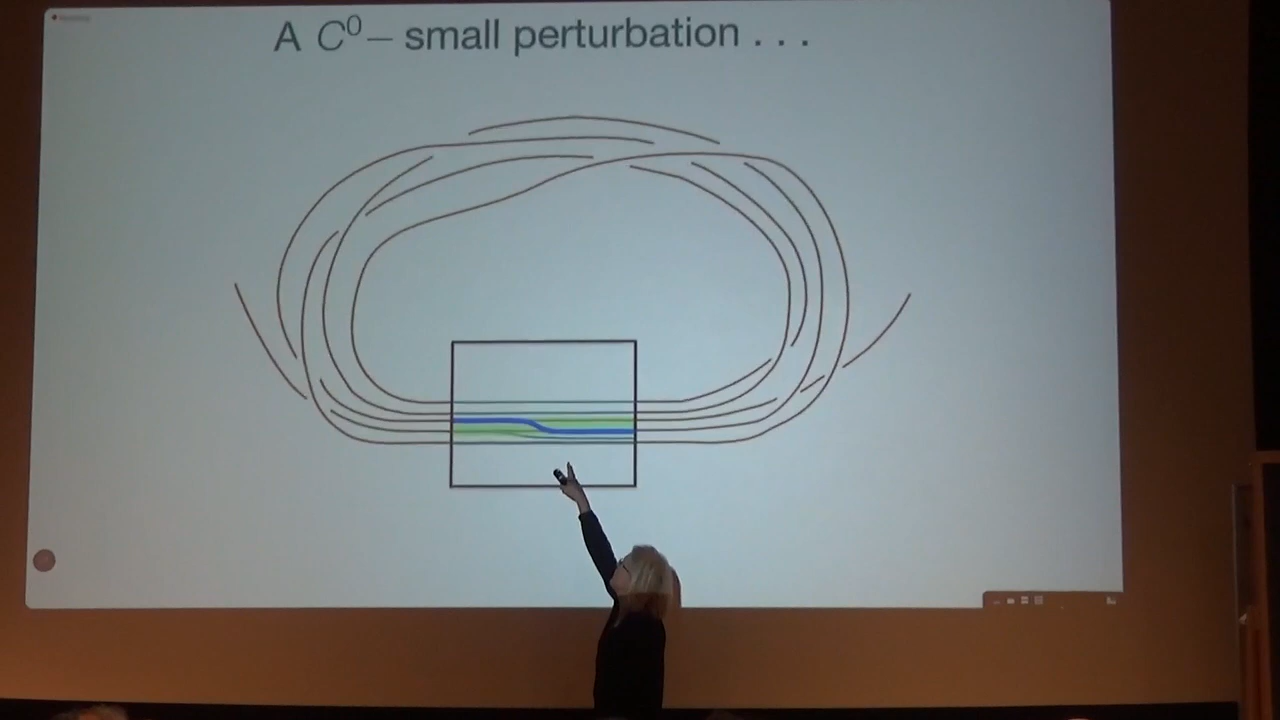 A C⁰– small perturbation . . .